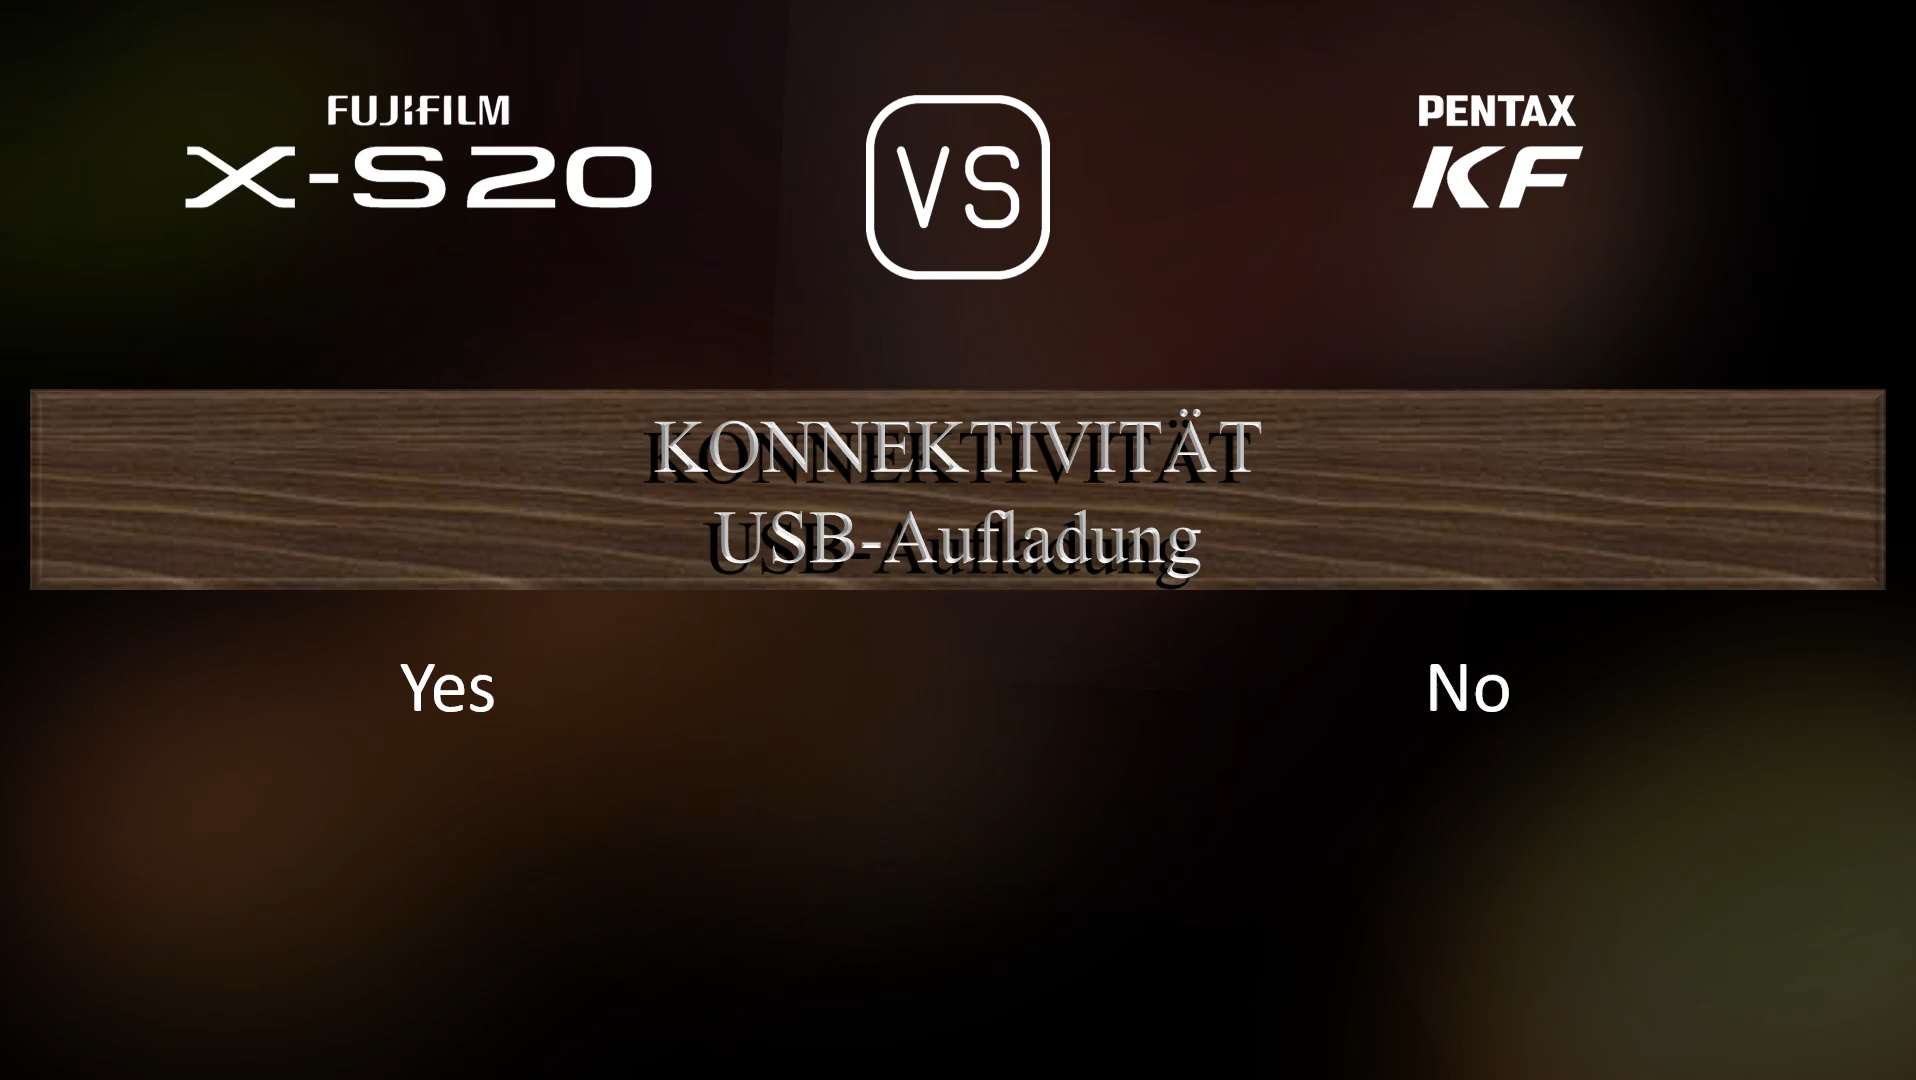 FUJIFILM
X-S20
VS
PENTAX
KF
KONNEKTIVITÄT
USB-Aufladung
Yes
No